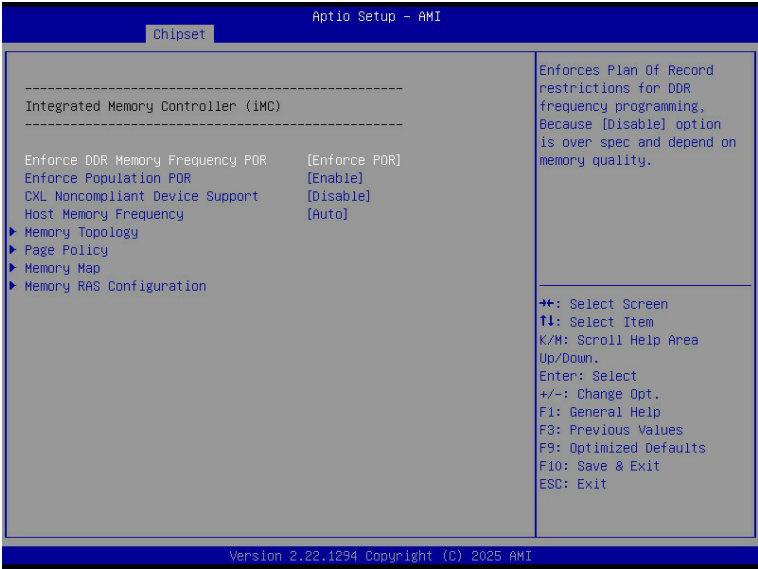 Aptio Setup – AMI
Chipset
--------------------------------------------------
Integrated Memory Controller (iMC)
--------------------------------------------------
Enforce DDR Memory Frequency POR [Enforce POR]
Enforce Population POR [Enable]
CXL Noncompliant Device Support [Disable]
Host Memory Frequency [Auto]
Memory Topology
Page Policy
Memory Map
Memory RAS Configuration
Enforces Plan Of Record
restrictions for DDR
frequency programming,
Because [Disable] option
is over spec and depend on
memory quality.
→←: Select Screen
↑↓: Select Item
K/M: Scroll Help Area
Up/Down.
Enter: Select
+/-: Change Opt.
F1: General Help
F3: Previous Values
F9: Optimized Defaults
F10: Save & Exit
ESC: Exit
Version 2.22.1294 Copyright (C) 2025 AMI